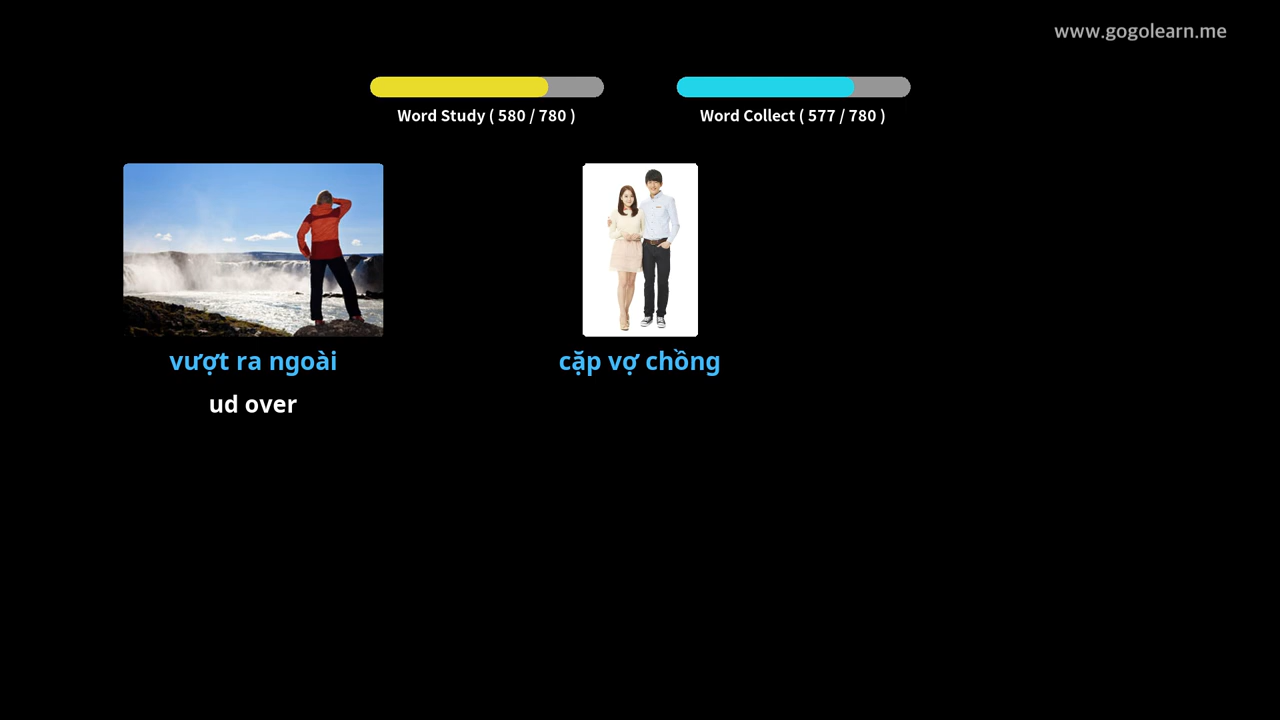 www.gogolearn.me
Word Study ( 580 / 780 )
Word Collect ( 577 / 780 )
vượt ra ngoài
ud over
cặp vợ chồng